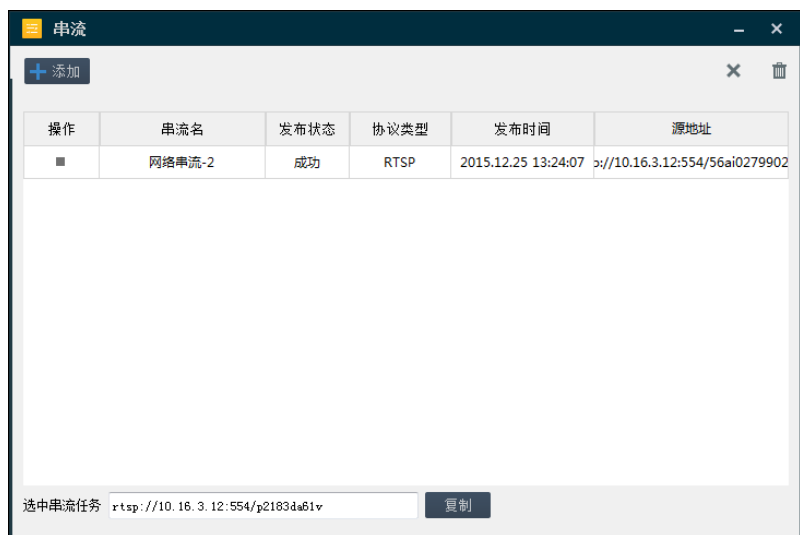 串流
添加
操作 串流名 发布状态 协议类型 发布时间 源地址
网络串流-2 成功 RTSP 2015.12.25 13:24:07 p://10.16.3.12:554/56ai0279902
选中串流任务 rtsp://10.16.3.12:554/p2183da61v 复制